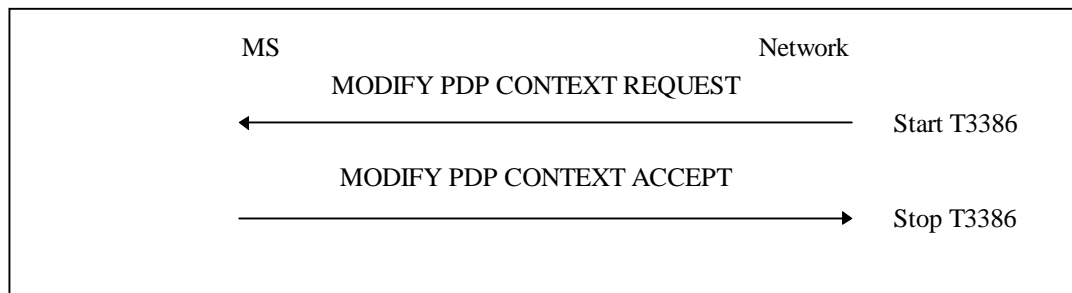 MS Network
MODIFY PDP CONTEXT REQUEST
Start T3386
MODIFY PDP CONTEXT ACCEPT
Stop T3386